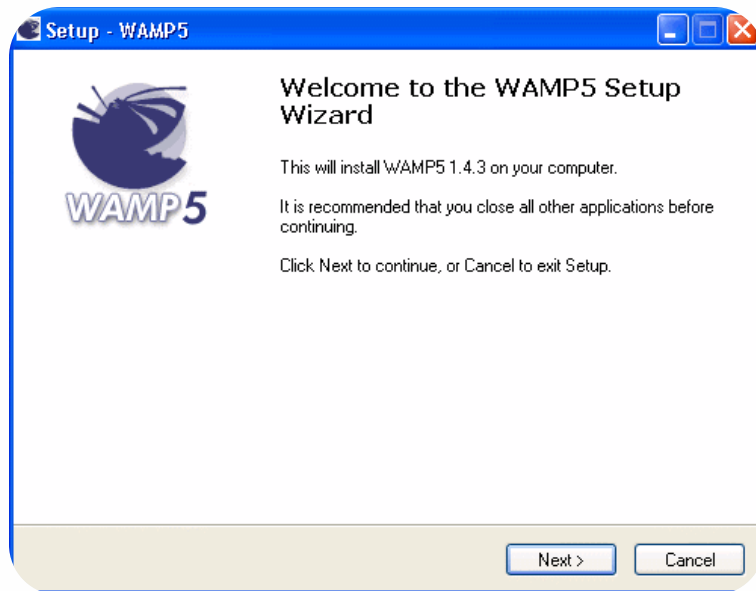 Setup - WAMP5
Welcome to the WAMP5 Setup
Wizard
WAMP5
This will install WAMP5 1.4.3 on your computer.
It is recommended that you close all other applications before
continuing.
Click Next to continue, or Cancel to exit Setup.
Next >
Cancel